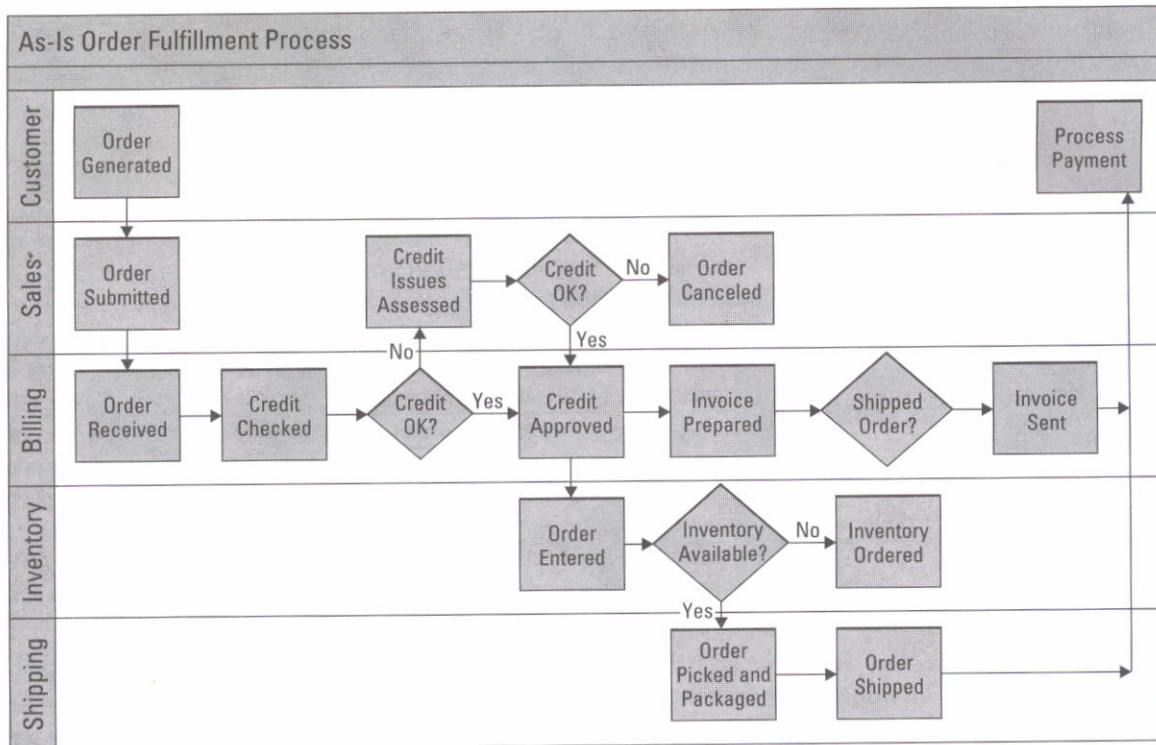 As-Is Order Fulfillment Process
Customer
Order
Generated
Process
Payment
Sales
Order
Submitted
Credit
Issues
Assessed
Credit
OK?
No
Order
Canceled
No
Yes
Billing
Order
Received
Credit
Checked
Credit
OK?
Yes
Credit
Approved
Invoice
Prepared
Shipped
Order?
Invoice
Sent
Inventory
Order
Entered
Inventory
Available?
No
Inventory
Ordered
Yes
Shipping
Order
Picked and
Packaged
Order
Shipped